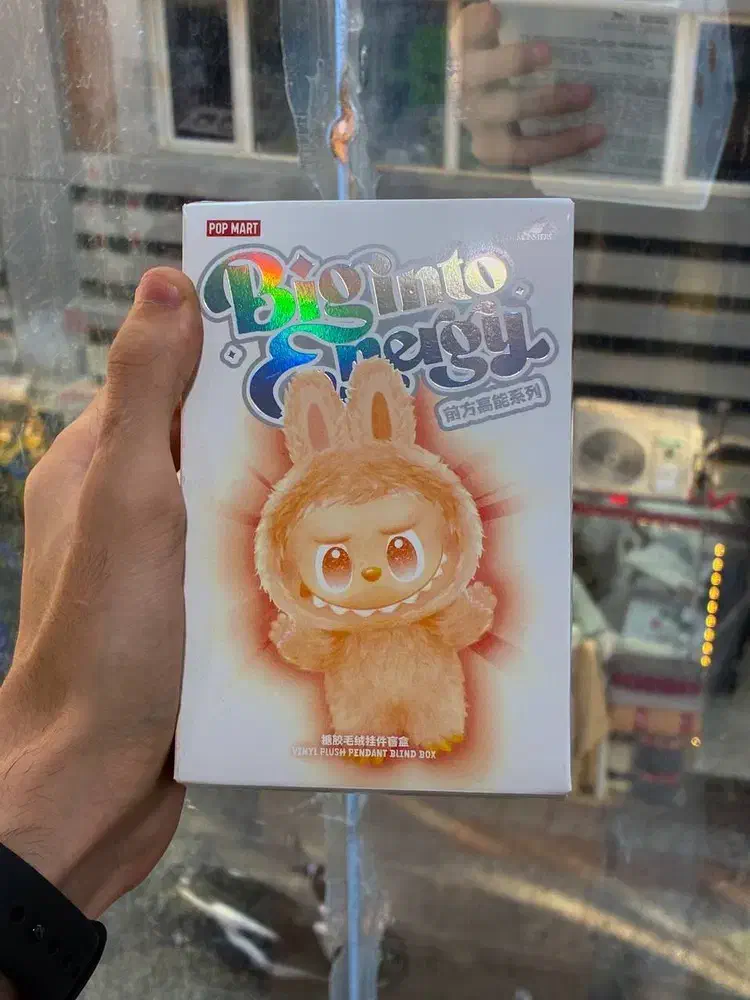 POP MART
Big into
Energy
前方高能系列
搪胶毛绒挂件盲盒
VINYL PLUSH PENDANT BLIND BOX